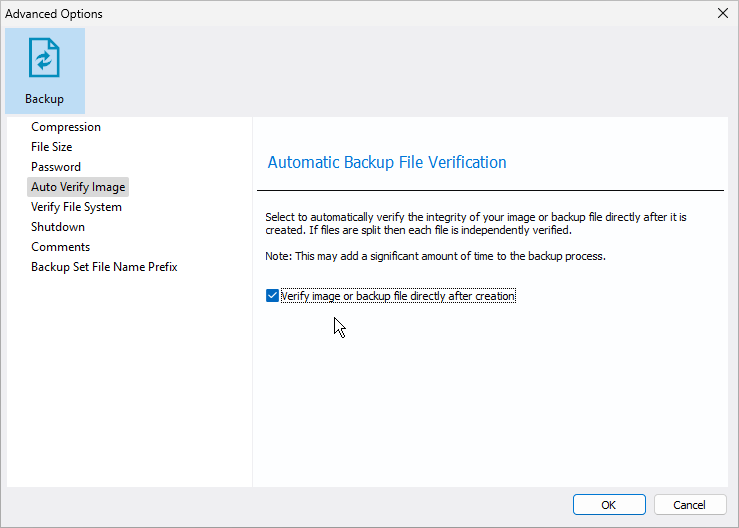 Advanced Options
Backup
Compression
File Size
Password
Auto Verify Image
Verify File System
Shutdown
Comments
Backup Set File Name Prefix
Automatic Backup File Verification
Select to automatically verify the integrity of your image or backup file directly after it is
created. If files are split then each file is independently verified.
Note: This may add a significant amount of time to the backup process.
Verify image or backup file directly after creation
OK
Cancel